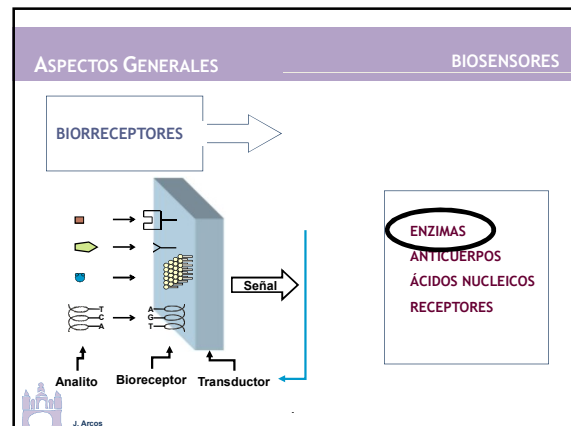 ASPECTOS GENERALES
BIOSENSORES
BIORRECEPTORES
ENZIMAS
ANTICUERPOS
ÁCIDOS NUCLEICOS
RECEPTORES
Señal
T
C
A
A
G
T
Analito
Bioreceptor
Transductor
J. Arcos